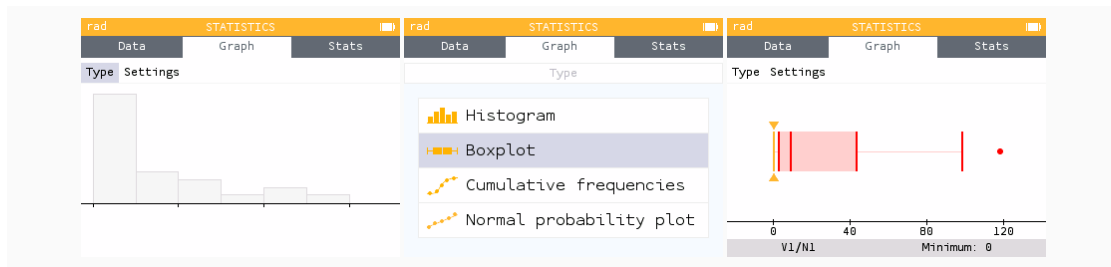 rad STATISTICS
Data Graph Stats
Type Settings
rad STATISTICS
Data Graph Stats
Type
Histogram
Boxplot
Cumulative frequencies
Normal probability plot
rad STATISTICS
Data Graph Stats
Type Settings
0 40 80 120
V1/N1 Minimum: 0